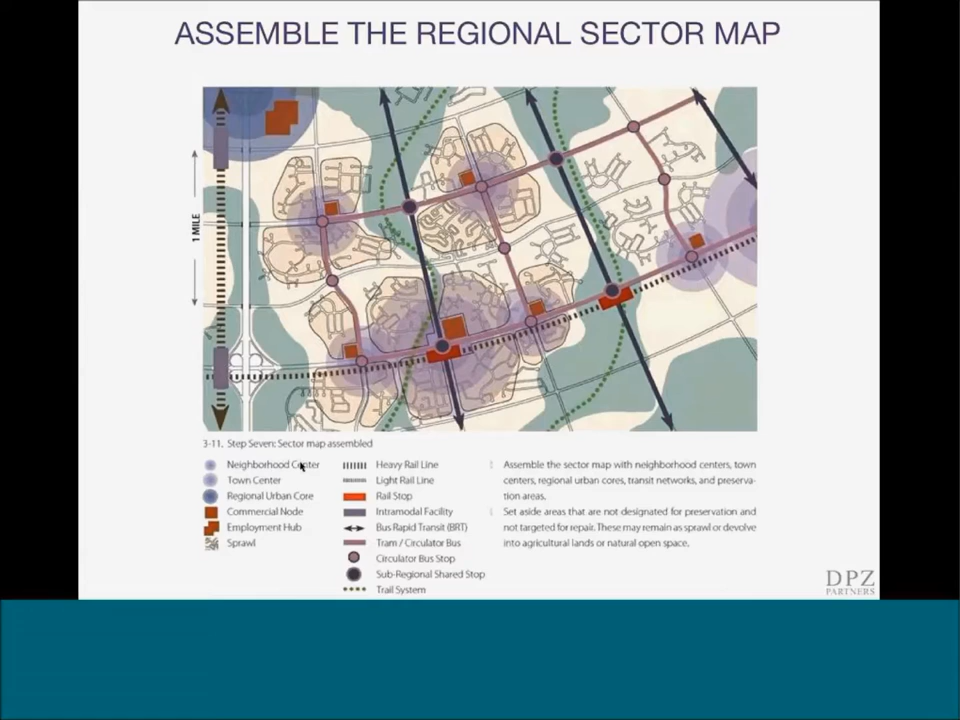 ASSEMBLE THE REGIONAL SECTOR MAP
1 MILE
3-11. Step Seven: Sector map assembled
Neighborhood Center
Town Center
Regional Urban Core
Commercial Node
Employment Hub
Sprawl
Heavy Rail Line
Light Rail Line
Rail Stop
Intramodal Facility
Bus Rapid Transit (BRT)
Tram / Circulator Bus
Circulator Bus Stop
Sub-Regional Shared Stop
Trail System
Assemble the sector map with neighborhood centers, town
centers, regional urban cores, transit networks, and preserva-
tion areas.
Set aside areas that are not designated for preservation and
not targeted for repair. These may remain as sprawl or devolve
into agricultural lands or natural open space.
DPZ
PARTNERS